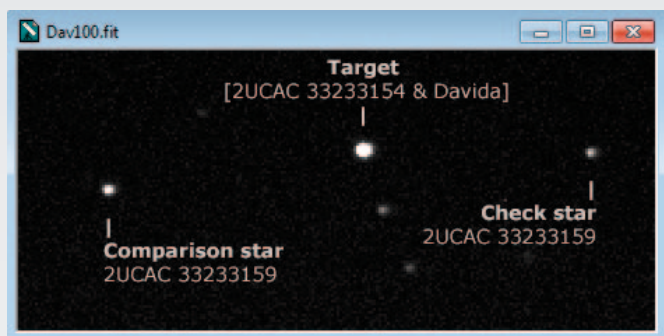 Dav100.fit
Target
[2UCAC 33233154 & Davida]
Check star
2UCAC 33233159
Comparison star
2UCAC 33233159